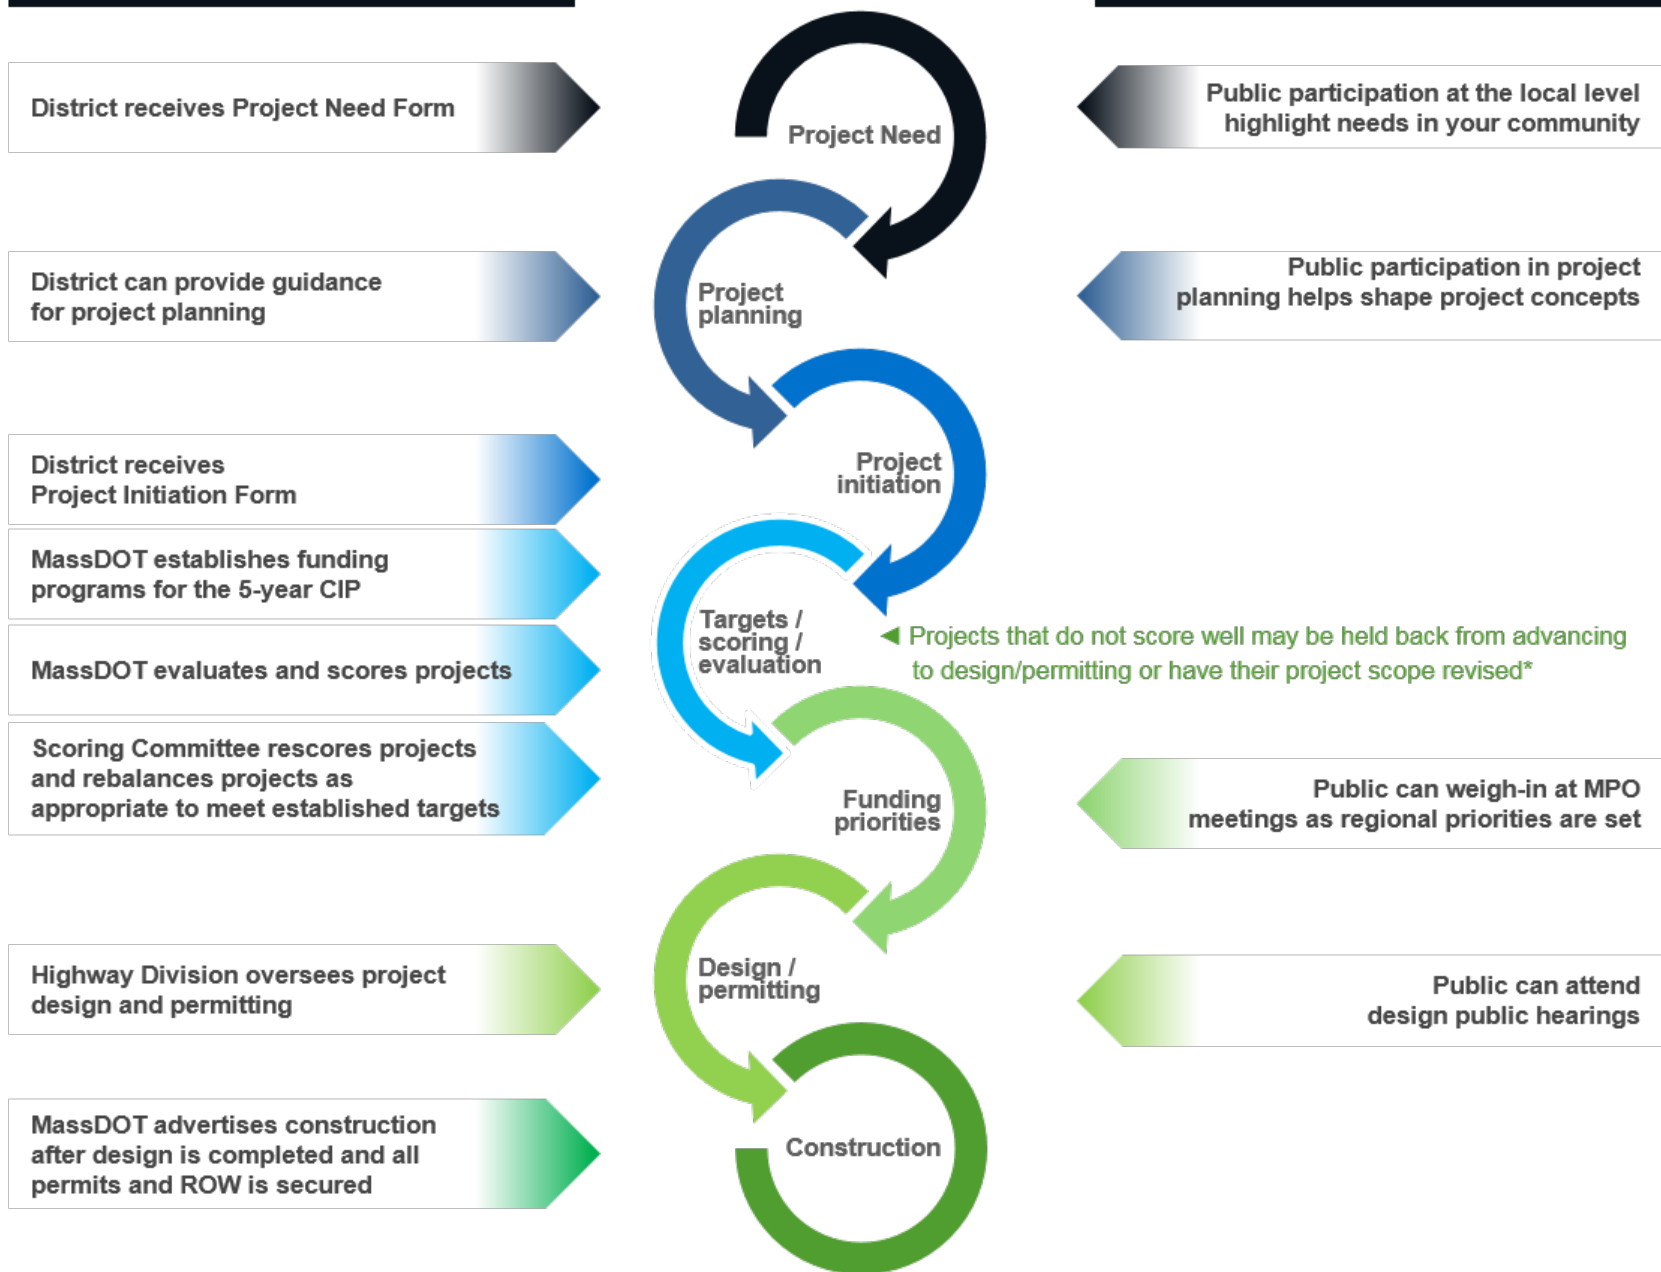 District receives Project Need Form
Project Need
Public participation at the local level
highlight needs in your community
District can provide guidance
for project planning
Project
planning
Public participation in project
planning helps shape project concepts
District receives
Project Initiation Form
Project
initiation
MassDOT establishes funding
programs for the 5-year CIP
MassDOT evaluates and scores projects
Targets /
scoring /
evaluation
◄ Projects that do not score well may be held back from advancing
to design/permitting or have their project scope revised*
Scoring Committee rescores projects
and rebalances projects as
appropriate to meet established targets
Funding
priorities
Public can weigh-in at MPO
meetings as regional priorities are set
Highway Division oversees project
design and permitting
Design /
permitting
Public can attend
design public hearings
MassDOT advertises construction
after design is completed and all
permits and ROW is secured
Construction